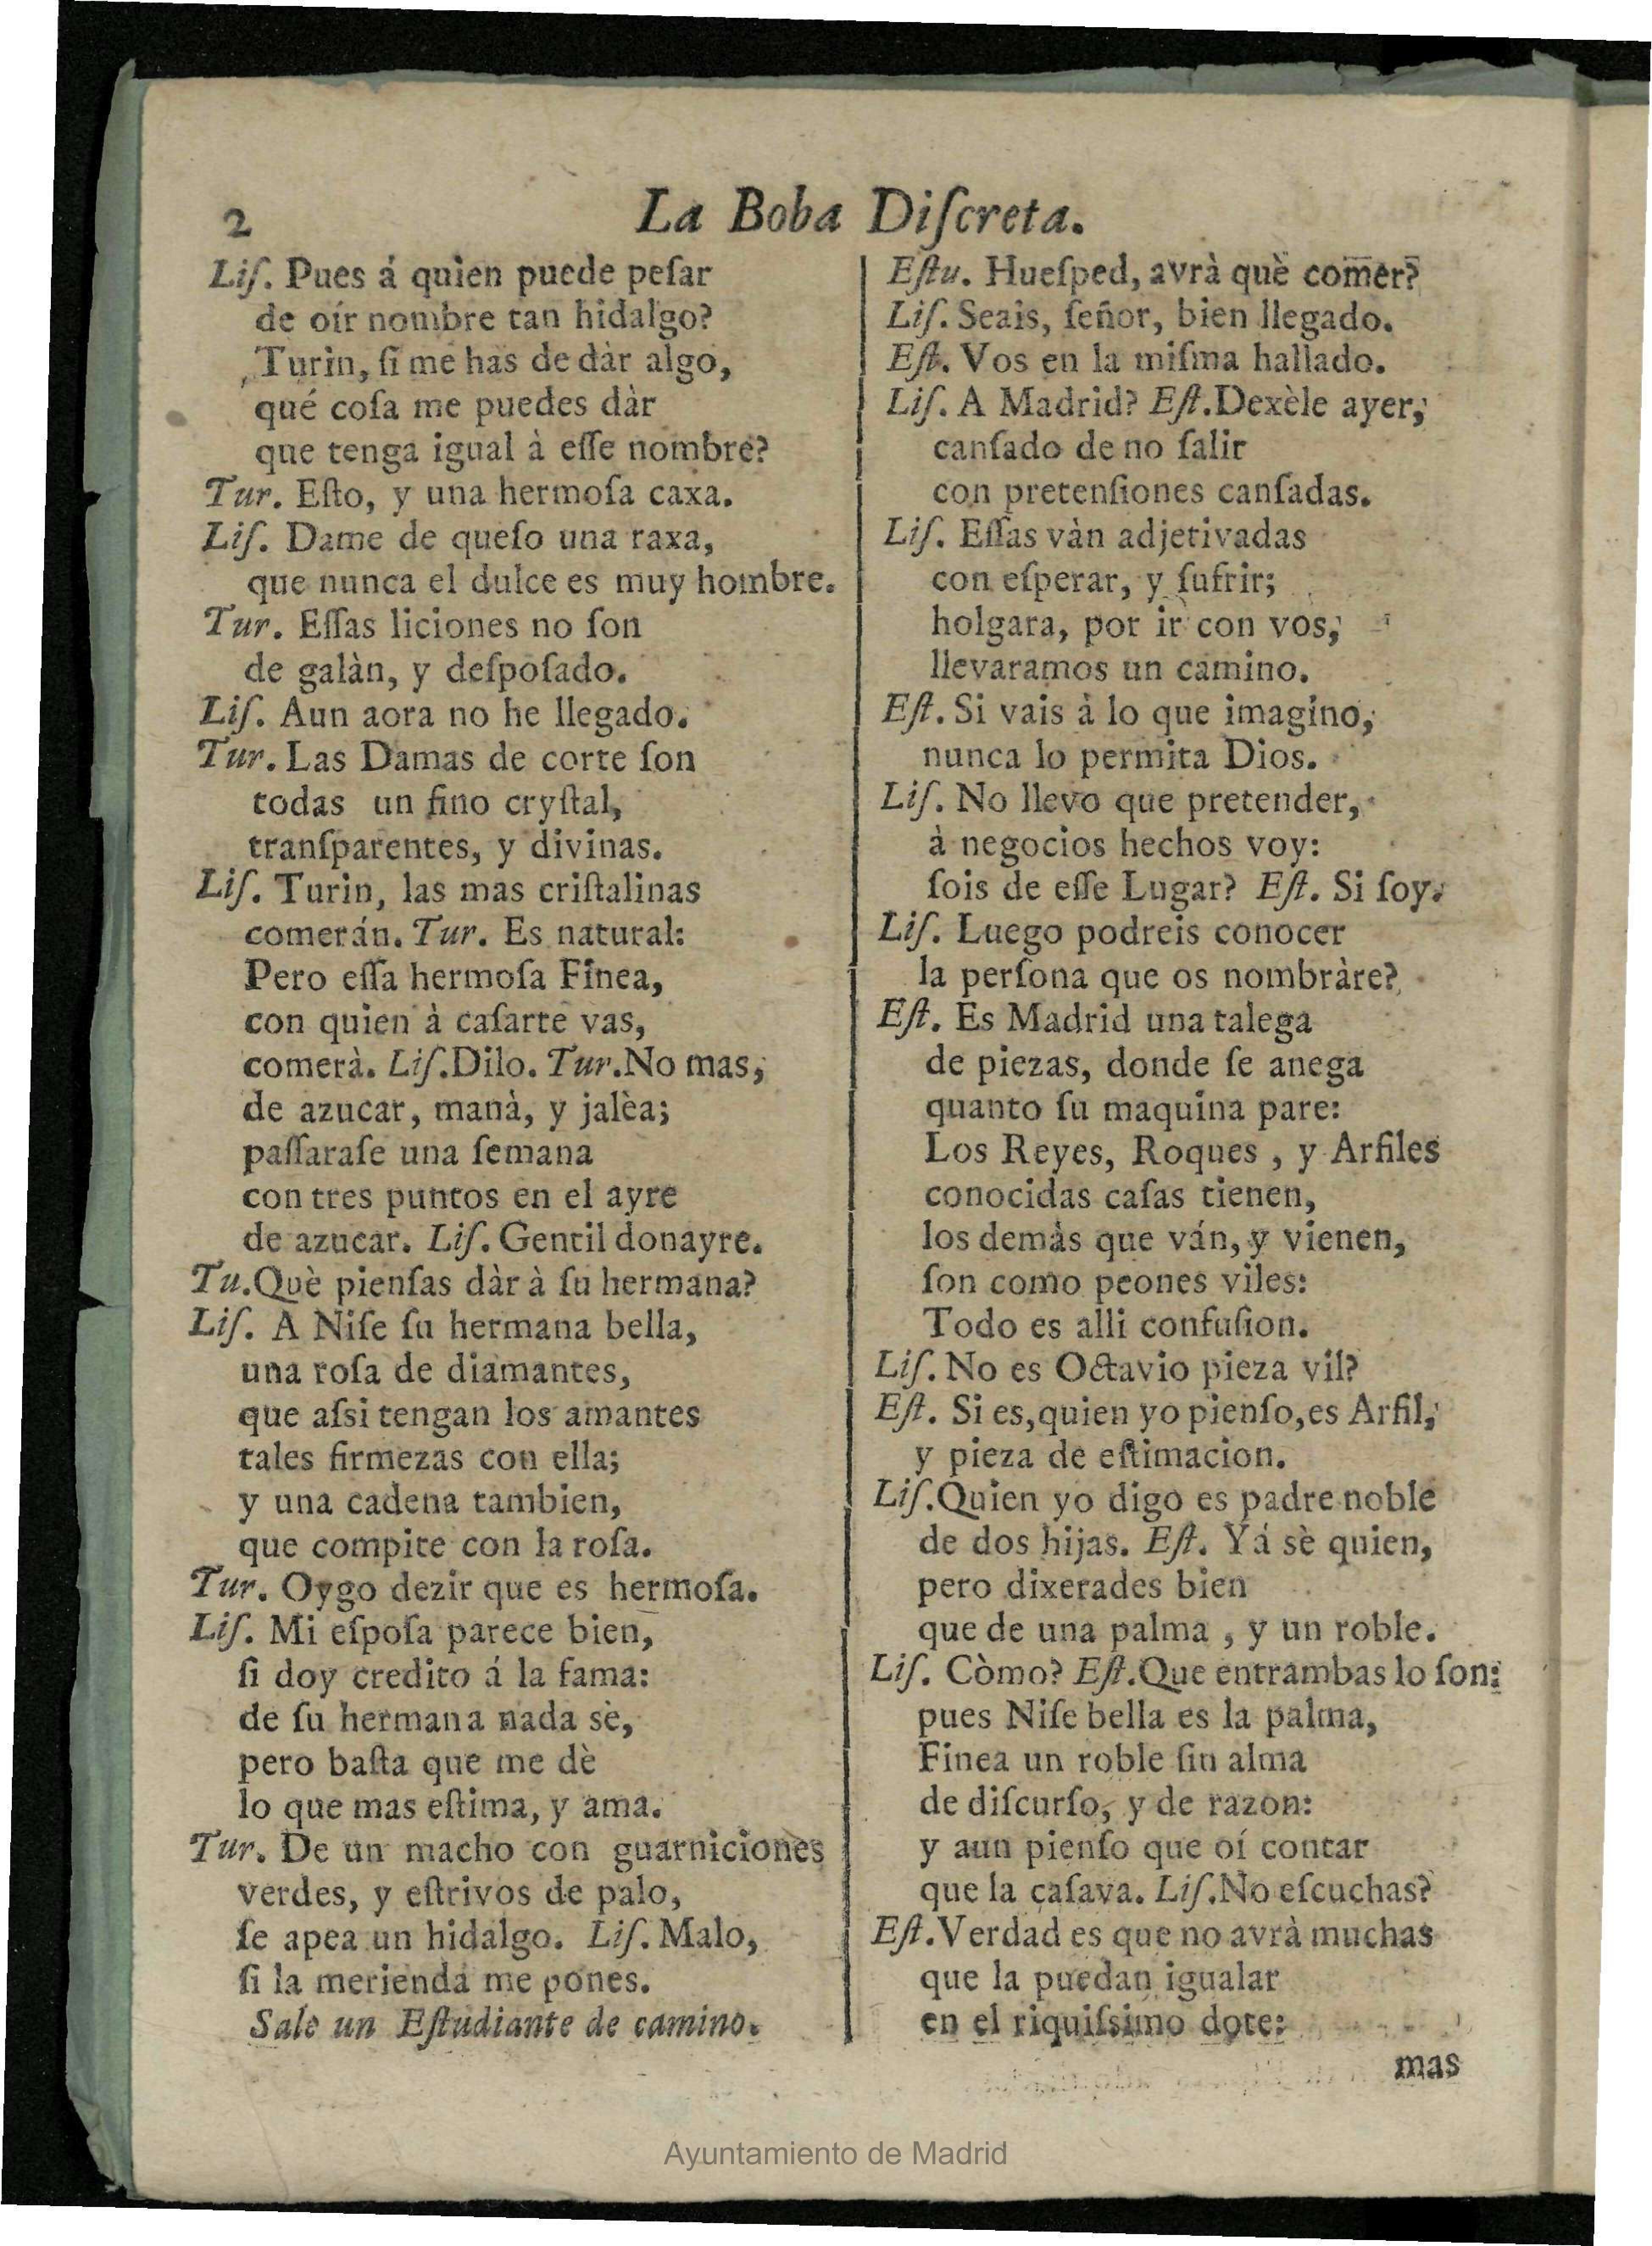 2
La Boba Diſcreta.
Liſ. Pues á quien puede peſar
de oír nombre tan hidalgo?
Turin, ſi me has de dàr algo,
qué coſa me puedes dàr
que tenga igual à eſſe nombre?
Tur. Eſto, y una hermoſa caxa.
Liſ. Dame de queſo una raxa,
que nunca el dulce es muy hombre.
Tur. Eſſas liciones no ſon
de galàn, y deſpoſado.
Liſ. Aun aora no he llegado.
Tur. Las Damas de corte ſon
todas un fino cryſtal,
tranſparentes, y divinas.
Liſ. Turin, las mas criſtalinas
comerán. Tur. Es natural:
Pero eſſa hermoſa Finea,
con quien à caſarte vas,
comerà. Liſ. Dilo. Tur. No mas,
de azucar, manà, y jalèa;
paſſaraſe una ſemana
con tres puntos en el ayre
de azucar. Liſ. Gentil donayre.
Tu. Què pienſas dàr à ſu hermana?
Liſ. A Niſe ſu hermana bella,
una roſa de diamantes,
que aſsi tengan los amantes
tales firmezas con ella;
y una cadena tambien,
que compite con la roſa.
Tur. Oygo dezir que es hermoſa.
Liſ. Mi eſpoſa parece bien,
ſi doy credito á la fama:
de ſu hermana nada sè,
pero baſta que me dè
lo que mas eſtima, y ama.
Tur. De un macho con guarniciones
verdes, y eſtrivos de palo,
ſe apea un hidalgo. Liſ. Malo,
ſi la merienda me pones.
Sale un Eſtudiante de camino.
Eſtu. Hueſped, avrà què comer?
Liſ. Seais, ſeñor, bien llegado.
Eſt. Vos en la miſma hallado.
Liſ. A Madrid? Eſt. Dexèle ayer,
canſado de no ſalir
con pretenſiones canſadas.
Liſ. Eſſas vàn adjetivadas
con eſperar, y ſufrir;
holgara, por ir con vos,
llevaramos un camino.
Eſt. Si vais à lo que imagino,
nunca lo permita Dios.
Liſ. No llevo que pretender,
à negocios hechos voy:
ſois de eſſe Lugar? Eſt. Si ſoy.
Liſ. Luego podreis conocer
la perſona que os nombràre?
Eſt. Es Madrid una talega
de piezas, donde ſe anega
quanto ſu maquina pare:
Los Reyes, Roques, y Arfiles
conocidas caſas tienen,
los demàs que ván, y vienen,
ſon como peones viles:
Todo es alli confuſion.
Liſ. No es Octavio pieza vil?
Eſt. Si es, quien yo pienſo, es Arfil,
y pieza de eſtimacion.
Liſ. Quien yo digo es padre noble
de dos hijas. Eſt. Yá sè quien,
pero dixerades bien
que de una palma, y un roble.
Liſ. Còmo? Eſt. Que entrambas lo ſon:
pues Niſe bella es la palma,
Finea un roble ſin alma
de diſcurſo, y de razon:
y aun pienſo que oí contar
que la caſava. Liſ. No eſcuchas?
Eſt. Verdad es que no avrà muchas
que la puedan igualar
en el riquiſsimo dote:
mas
Ayuntamiento de Madrid